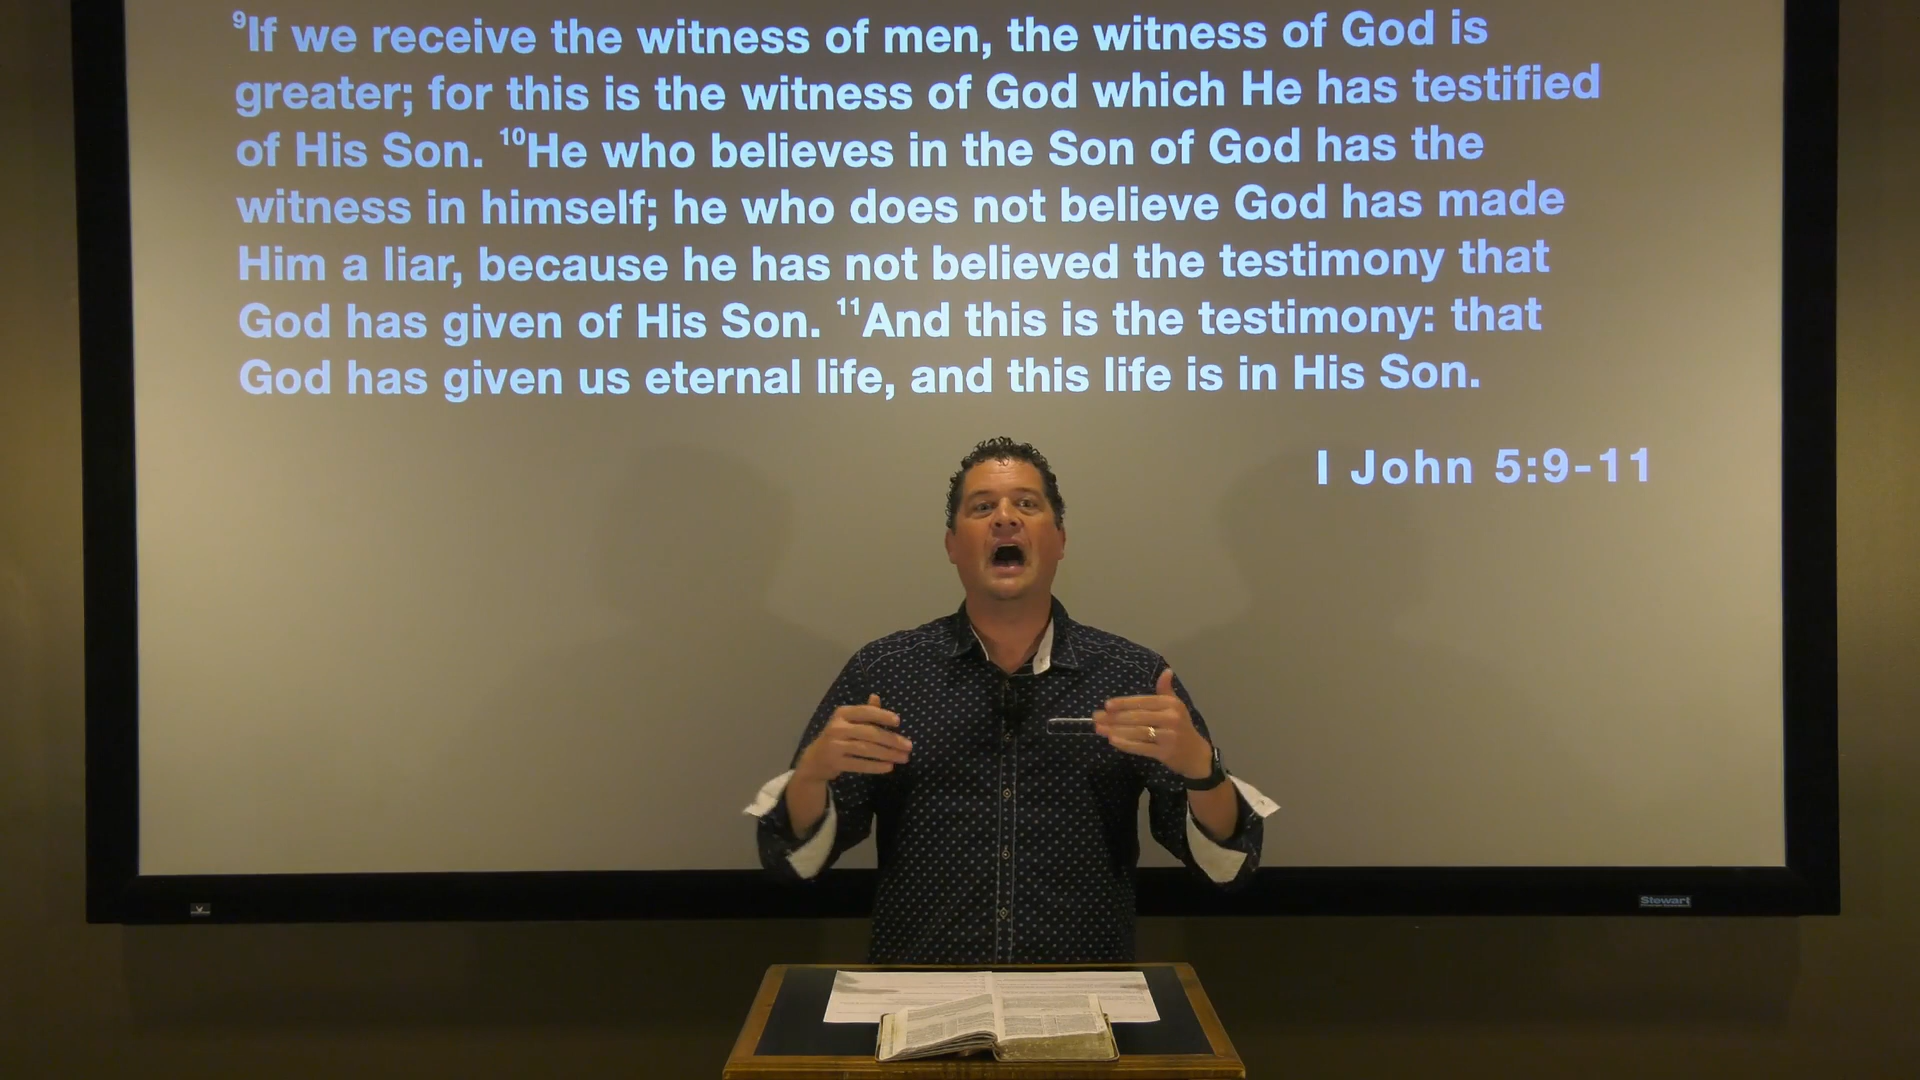 ⁹If we receive the witness of men, the witness of God is
greater; for this is the witness of God which He has testified
of His Son. ¹⁰He who believes in the Son of God has the
witness in himself; he who does not believe God has made
Him a liar, because he has not believed the testimony that
God has given of His Son. ¹¹And this is the testimony: that
God has given us eternal life, and this life is in His Son.
I John 5:9-11
Stewart